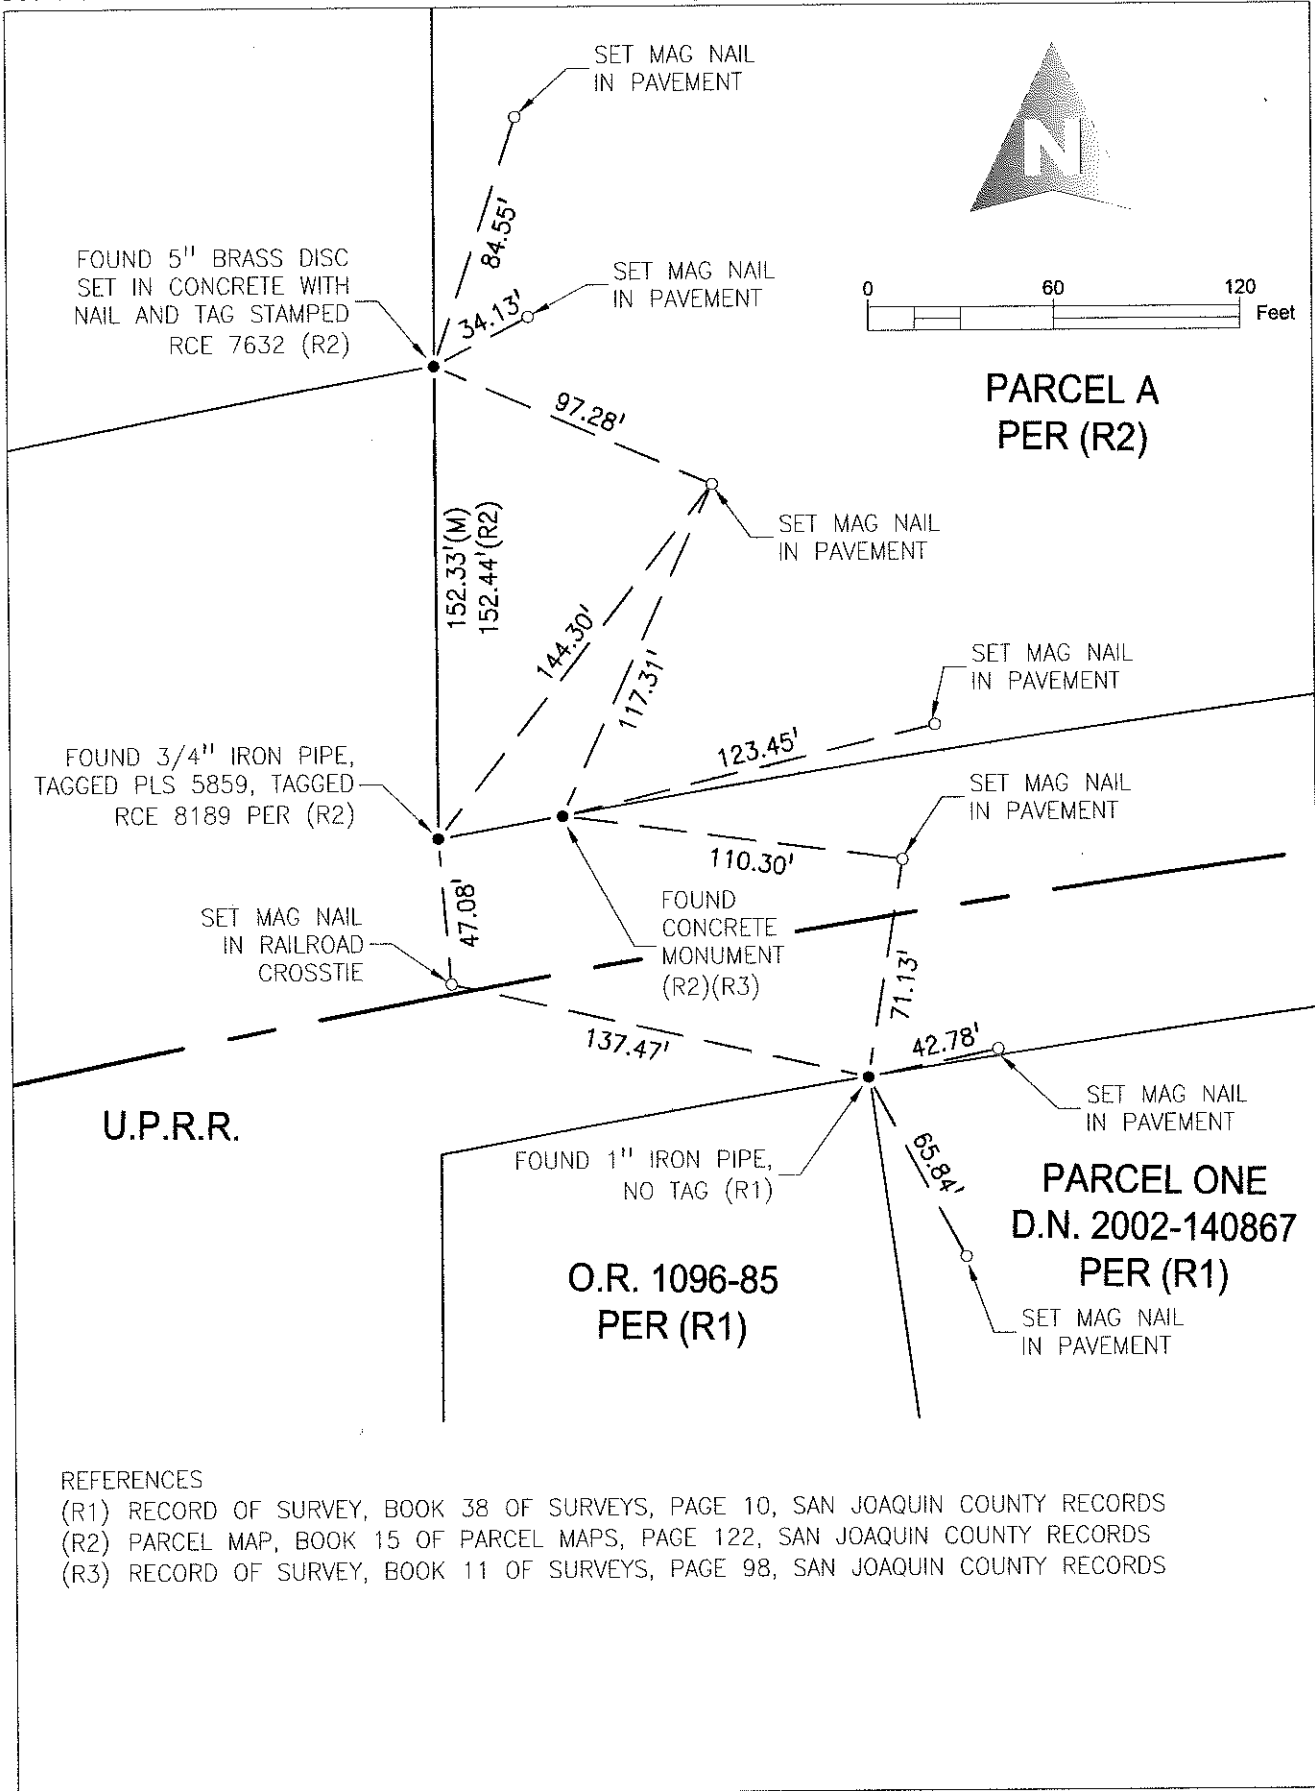 SET MAG NAIL
IN PAVEMENT
N
84.55'
FOUND 5" BRASS DISC
SET IN CONCRETE WITH
NAIL AND TAG STAMPED
RCE 7632 (R2)
SET MAG NAIL
IN PAVEMENT
34.13'
0 60 120
Feet
PARCEL A
PER (R2)
97.28'
SET MAG NAIL
IN PAVEMENT
152.33'(M)
152.44'(R2)
144.30'
117.31'
SET MAG NAIL
IN PAVEMENT
123.45'
FOUND 3/4" IRON PIPE,
TAGGED PLS 5859, TAGGED
RCE 8189 PER (R2)
SET MAG NAIL
IN PAVEMENT
110.30'
47.08'
SET MAG NAIL
IN RAILROAD
CROSSTIE
FOUND
CONCRETE
MONUMENT
(R2)(R3)
71.13'
137.47'
42.78'
SET MAG NAIL
IN PAVEMENT
U.P.R.R.
FOUND 1" IRON PIPE,
NO TAG (R1)
65.84'
PARCEL ONE
D.N. 2002-140867
PER (R1)
O.R. 1096-85
PER (R1)
SET MAG NAIL
IN PAVEMENT
REFERENCES
(R1) RECORD OF SURVEY, BOOK 38 OF SURVEYS, PAGE 10, SAN JOAQUIN COUNTY RECORDS
(R2) PARCEL MAP, BOOK 15 OF PARCEL MAPS, PAGE 122, SAN JOAQUIN COUNTY RECORDS
(R3) RECORD OF SURVEY, BOOK 11 OF SURVEYS, PAGE 98, SAN JOAQUIN COUNTY RECORDS